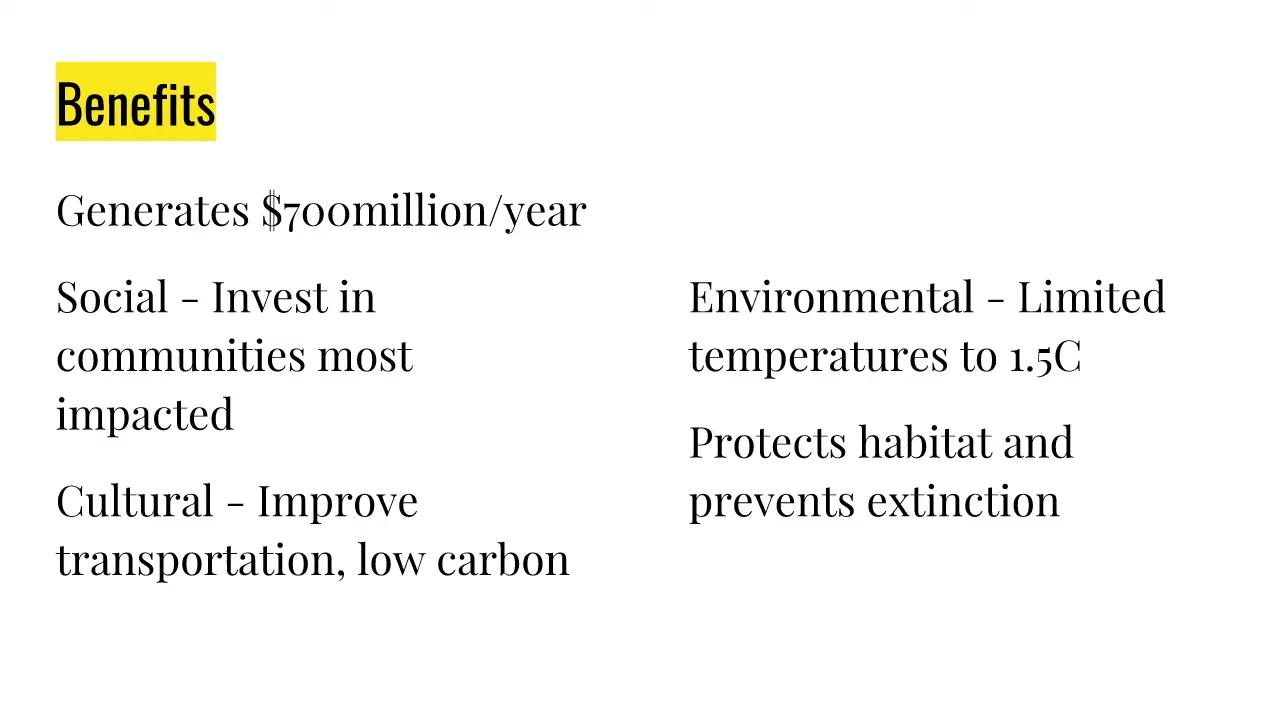 Benefits
Generates $700million/year
Social - Invest in
communities most
impacted
Cultural - Improve
transportation, low carbon
Environmental - Limited
temperatures to 1.5C
Protects habitat and
prevents extinction